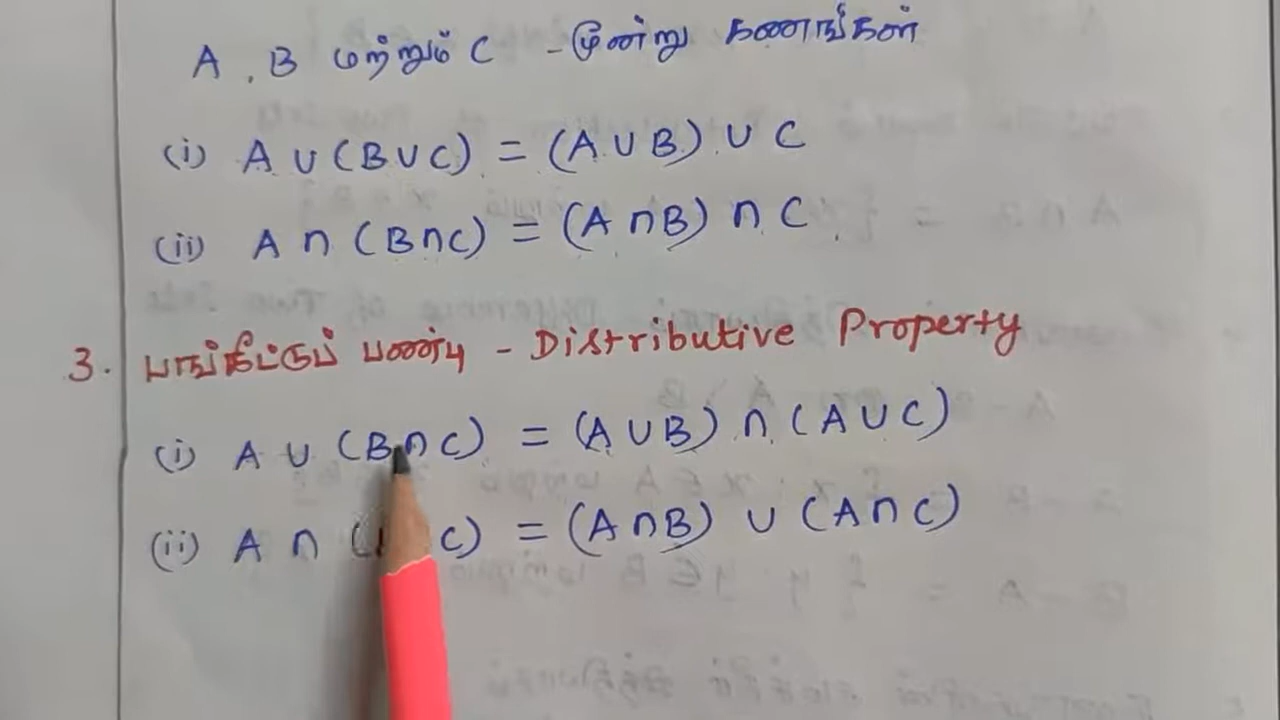 A, B மற்றும் C - மூன்று கணங்கள்
(i) A ∪ (B ∪ C) = (A ∪ B) ∪ C
(ii) A ∩ (B ∩ C) = (A ∩ B) ∩ C
3. பங்கீட்டுப் பண்பு - Distributive Property
(i) A ∪ (B ∩ C) = (A ∪ B) ∩ (A ∪ C)
(ii) A ∩ ( C) = (A ∩ B) ∪ (A ∩ C)